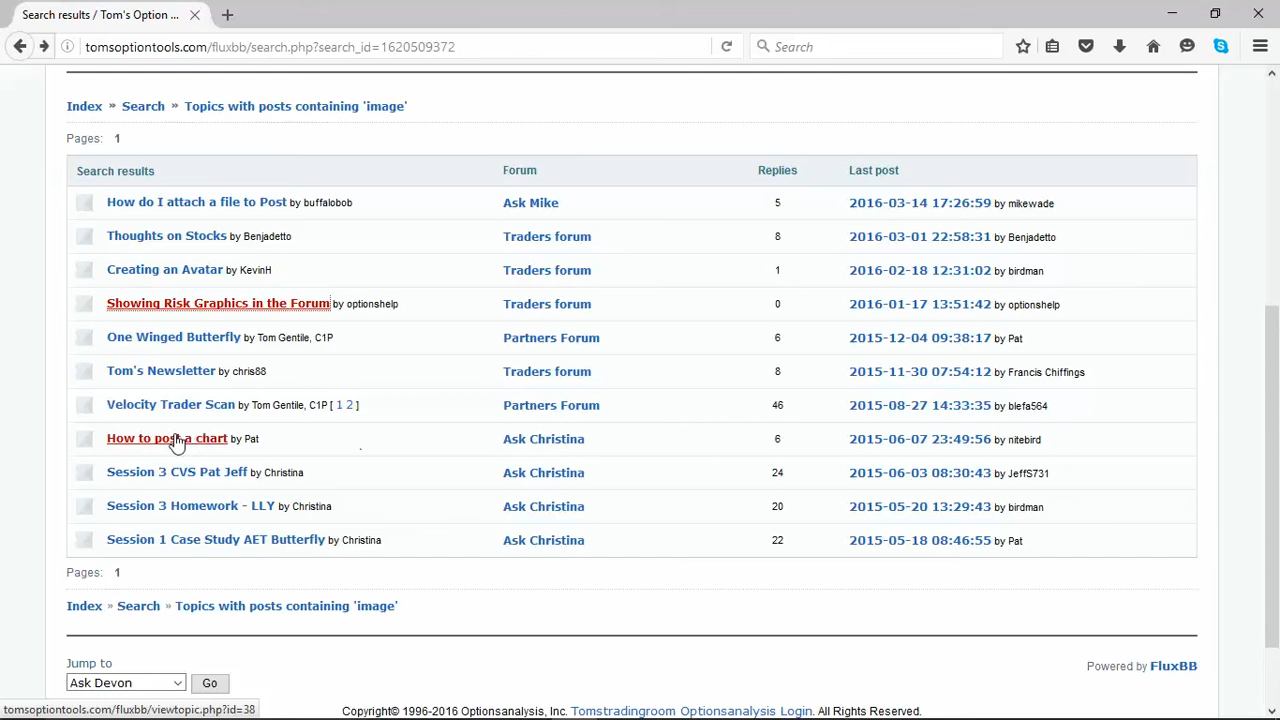 Search results / Tom's Option ...
tomsoptiontools.com/fluxbb/search.php?search_id=1620509372
Search
Index » Search » Topics with posts containing 'image'
Pages: 1
Search results Forum Replies Last post
How do I attach a file to Post by buffalobob Ask Mike 5 2016-03-14 17:26:59 by mikewade
Thoughts on Stocks by Benjadetto Traders forum 8 2016-03-01 22:58:31 by Benjadetto
Creating an Avatar by KevinH Traders forum 1 2016-02-18 12:31:02 by birdman
Showing Risk Graphics in the Forum by optionshelp Traders forum 0 2016-01-17 13:51:42 by optionshelp
One Winged Butterfly by Tom Gentile, C1P Partners Forum 6 2015-12-04 09:38:17 by Pat
Tom's Newsletter by chris88 Traders forum 8 2015-11-30 07:54:12 by Francis Chiffings
Velocity Trader Scan by Tom Gentile, C1P [ 1 2 ] Partners Forum 46 2015-08-27 14:33:35 by blefa564
How to post a chart by Pat Ask Christina 6 2015-06-07 23:49:56 by nitebird
Session 3 CVS Pat Jeff by Christina Ask Christina 24 2015-06-03 08:30:43 by JeffS731
Session 3 Homework - LLY by Christina Ask Christina 20 2015-05-20 13:29:43 by birdman
Session 1 Case Study AET Butterfly by Christina Ask Christina 22 2015-05-18 08:46:55 by Pat
Pages: 1
Index » Search » Topics with posts containing 'image'
Jump to
Ask Devon Go
Powered by FluxBB
tomsoptiontools.com/fluxbb/viewtopic.php?id=38
Copyright© 1996-2016 Optionsanalysis, Inc. Tomstradingroom Optionsanalysis Login. All Rights Reserved.